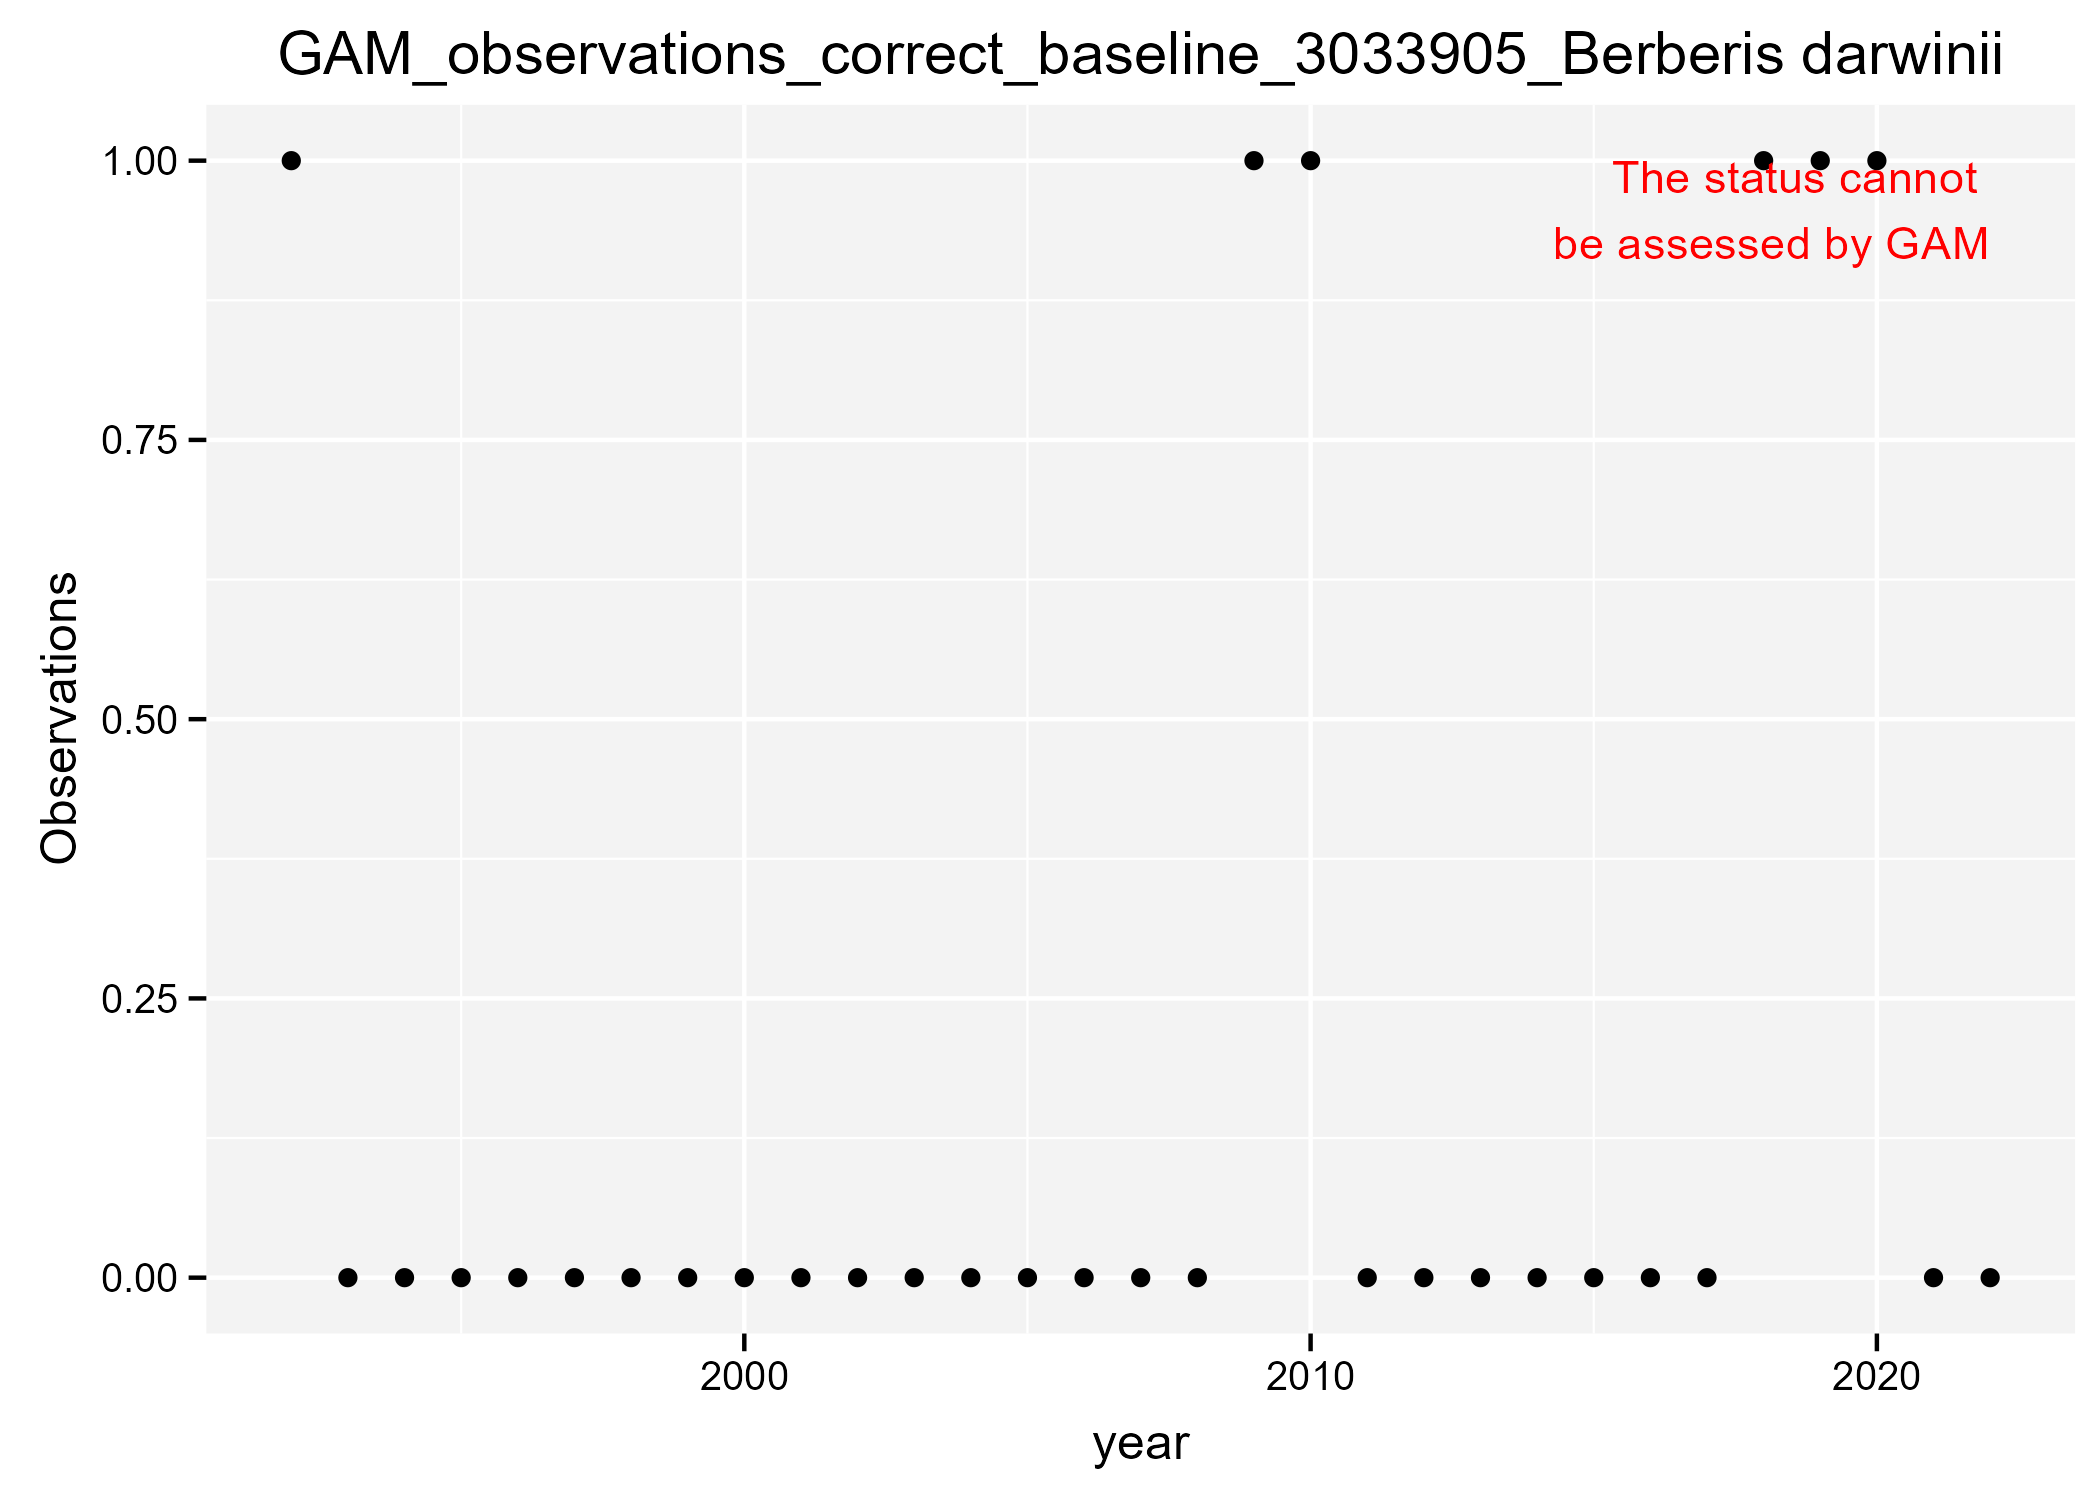 GAM_observations_correct_baseline_3033905_Berberis darwinii
1.00
The status cannot
be assessed by GAM
0.75
Observations
0.50
0.25
0.00
2000 2010 2020
year